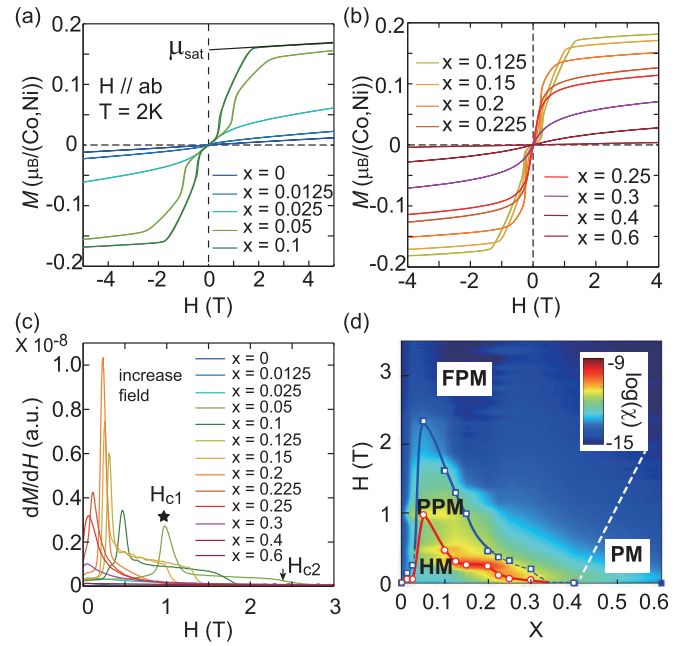 (a)
0.2
0.1
0
-0.1
-0.2
M (μB/(Co,Ni))
μsat
H // ab
T = 2K
x = 0
x = 0.0125
x = 0.025
x = 0.05
x = 0.1
-4 -2 0 2 4
H (T)
(b)
0.2
0.1
0
-0.1
-0.2
M (μB/(Co,Ni))
x = 0.125
x = 0.15
x = 0.2
x = 0.225
x = 0.25
x = 0.3
x = 0.4
x = 0.6
-4 -2 0 2 4
H (T)
(c)
X 10-8
1.0
0.8
0.6
0.4
0.2
0
dM/dH (a.u.)
increase
field
x = 0
x = 0.0125
x = 0.025
x = 0.05
x = 0.1
x = 0.125
x = 0.15
x = 0.2
x = 0.225
x = 0.25
x = 0.3
x = 0.4
x = 0.6
Hc1
Hc2
0 1 2 3
H (T)
(d)
3
2
1
0
H (T)
FPM
-9
-15
log(χ)
PPM
HM
PM
0.0 0.1 0.2 0.3 0.4 0.5 0.6
X